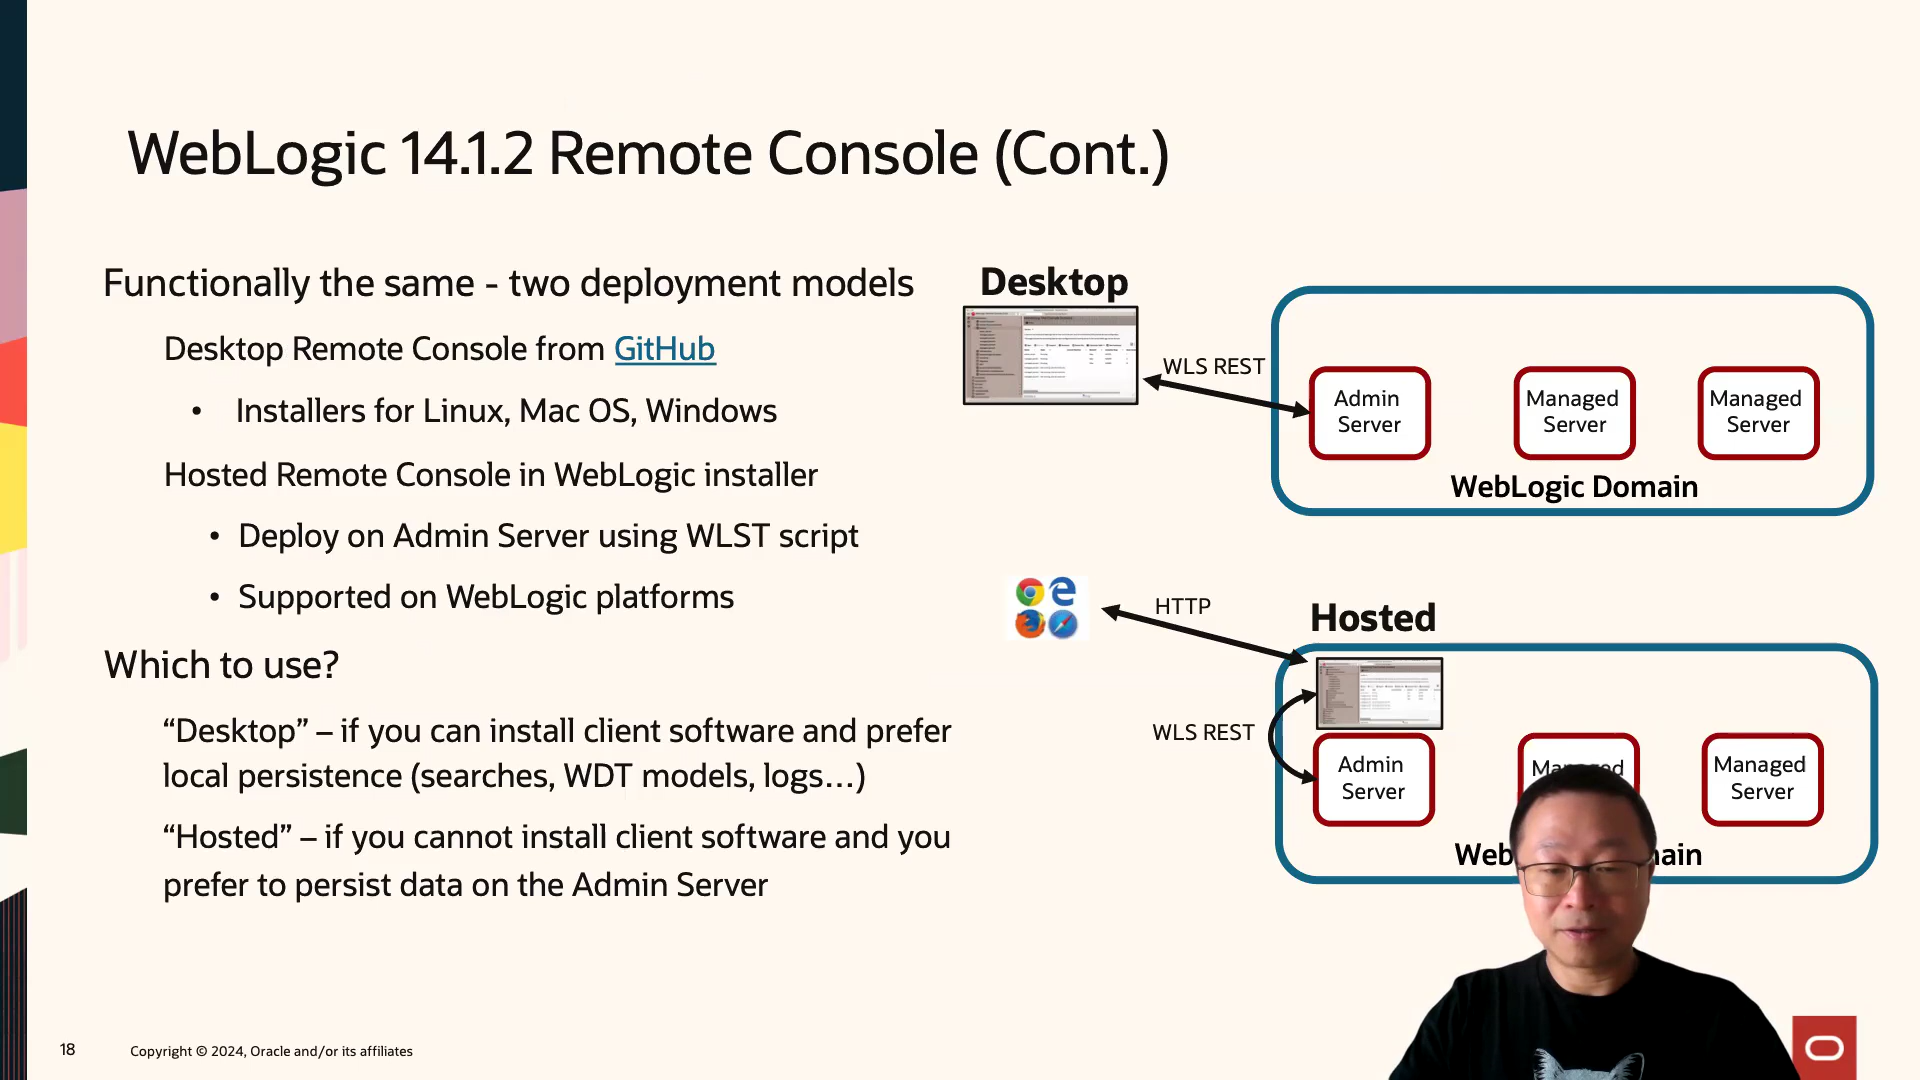 WebLogic 14.1.2 Remote Console (Cont.)
Functionally the same - two deployment models
Desktop Remote Console from GitHub
• Installers for Linux, Mac OS, Windows
Hosted Remote Console in WebLogic installer
• Deploy on Admin Server using WLST script
• Supported on WebLogic platforms
Which to use?
“Desktop” – if you can install client software and prefer
local persistence (searches, WDT models, logs…)
“Hosted” – if you cannot install client software and you
prefer to persist data on the Admin Server
Desktop
WLS REST
Admin
Server
Managed
Server
Managed
Server
WebLogic Domain
HTTP
Hosted
WLS REST
Admin
Server
Managed
Server
18
Copyright © 2024, Oracle and/or its affiliates